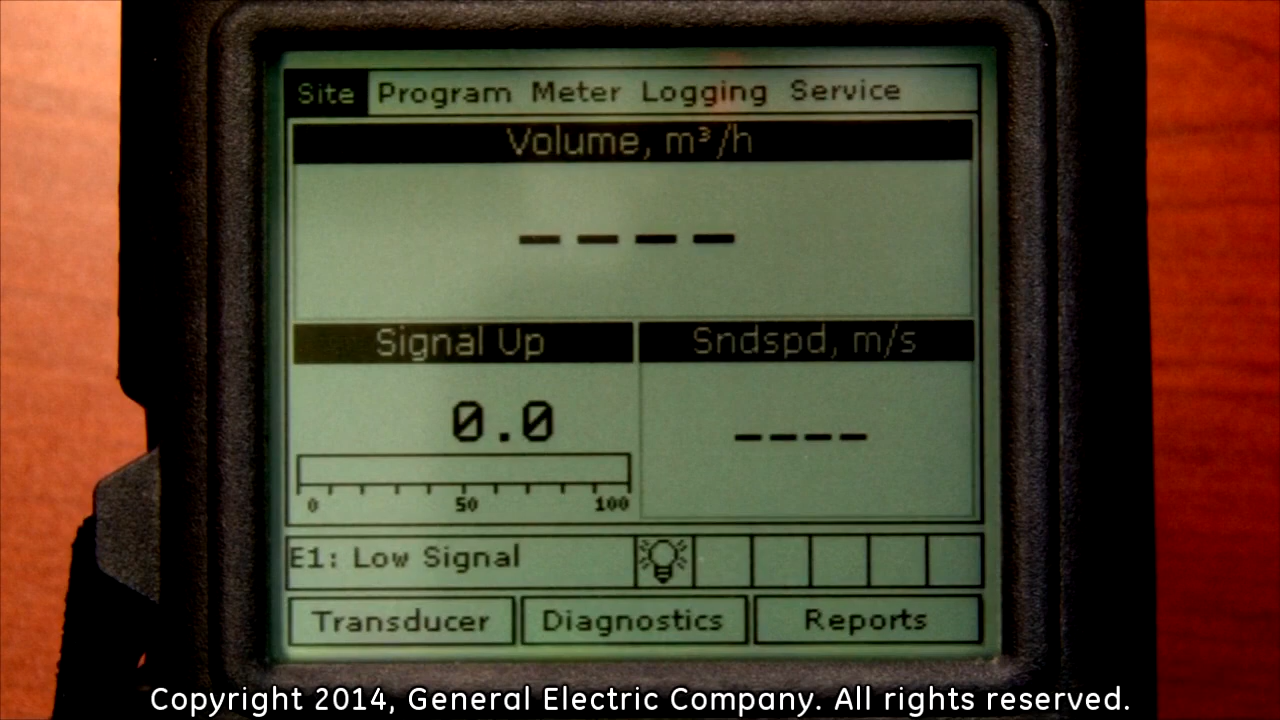 Site Program Meter Logging Service
Volume, m³/h
----
Signal Up
Sndspd, m/s
0.0
----
0 50 100
E1: Low Signal
Transducer Diagnostics Reports
Copyright 2014, General Electric Company. All rights reserved.